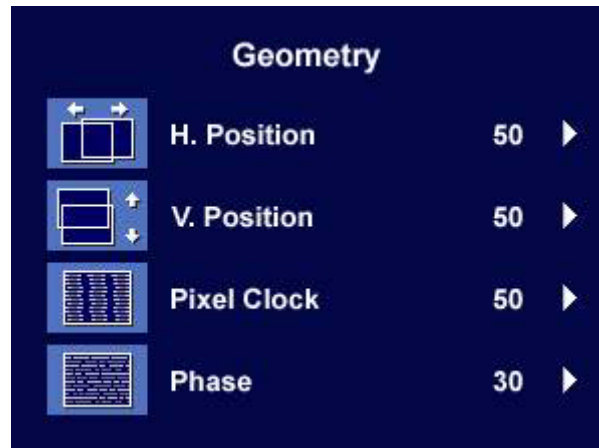 Geometry
H. Position 50
V. Position 50
Pixel Clock 50
Phase 30